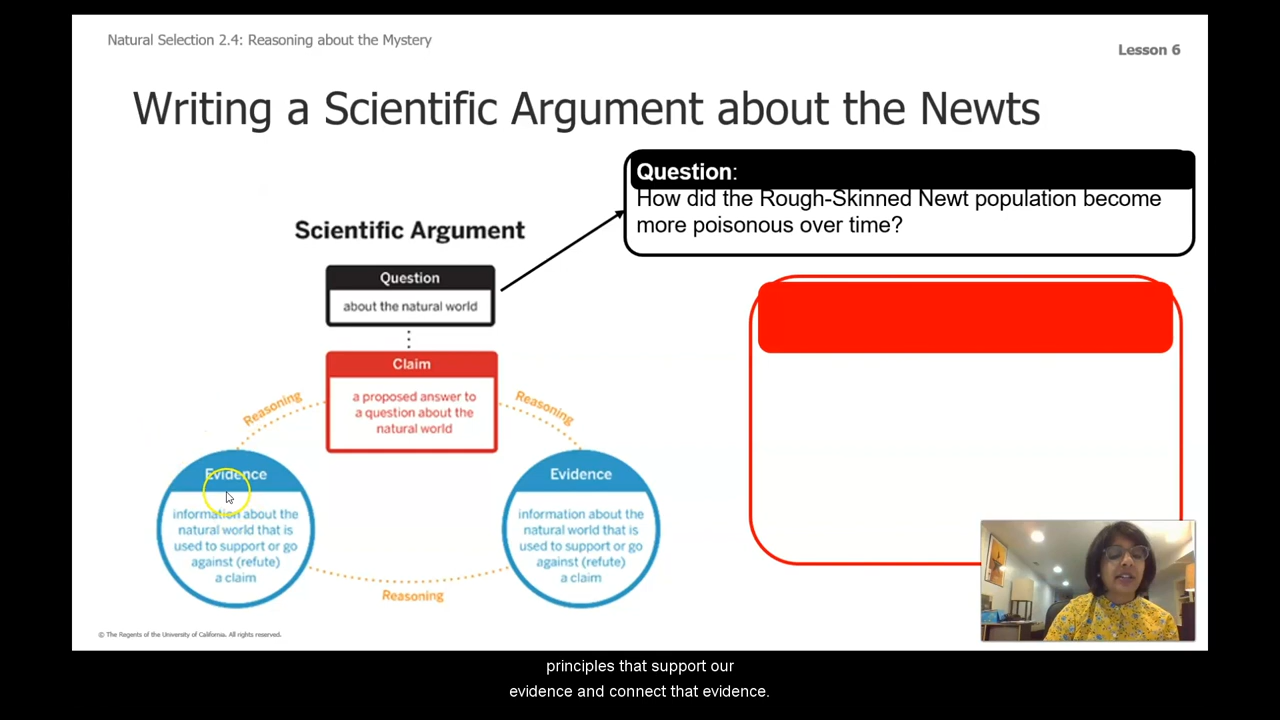 Natural Selection 2.4: Reasoning about the Mystery
Lesson 6
Writing a Scientific Argument about the Newts
Question:
How did the Rough-Skinned Newt population become
more poisonous over time?
Scientific Argument
Question
about the natural world
Claim
a proposed answer to
a question about the
natural world
Reasoning
Reasoning
Evidence
information about the
natural world that is
used to support or go
against (refute)
a claim
Evidence
information about the
natural world that is
used to support or go
against (refute)
a claim
Reasoning
© The Regents of the University of California. All rights reserved.
principles that support our
evidence and connect that evidence.